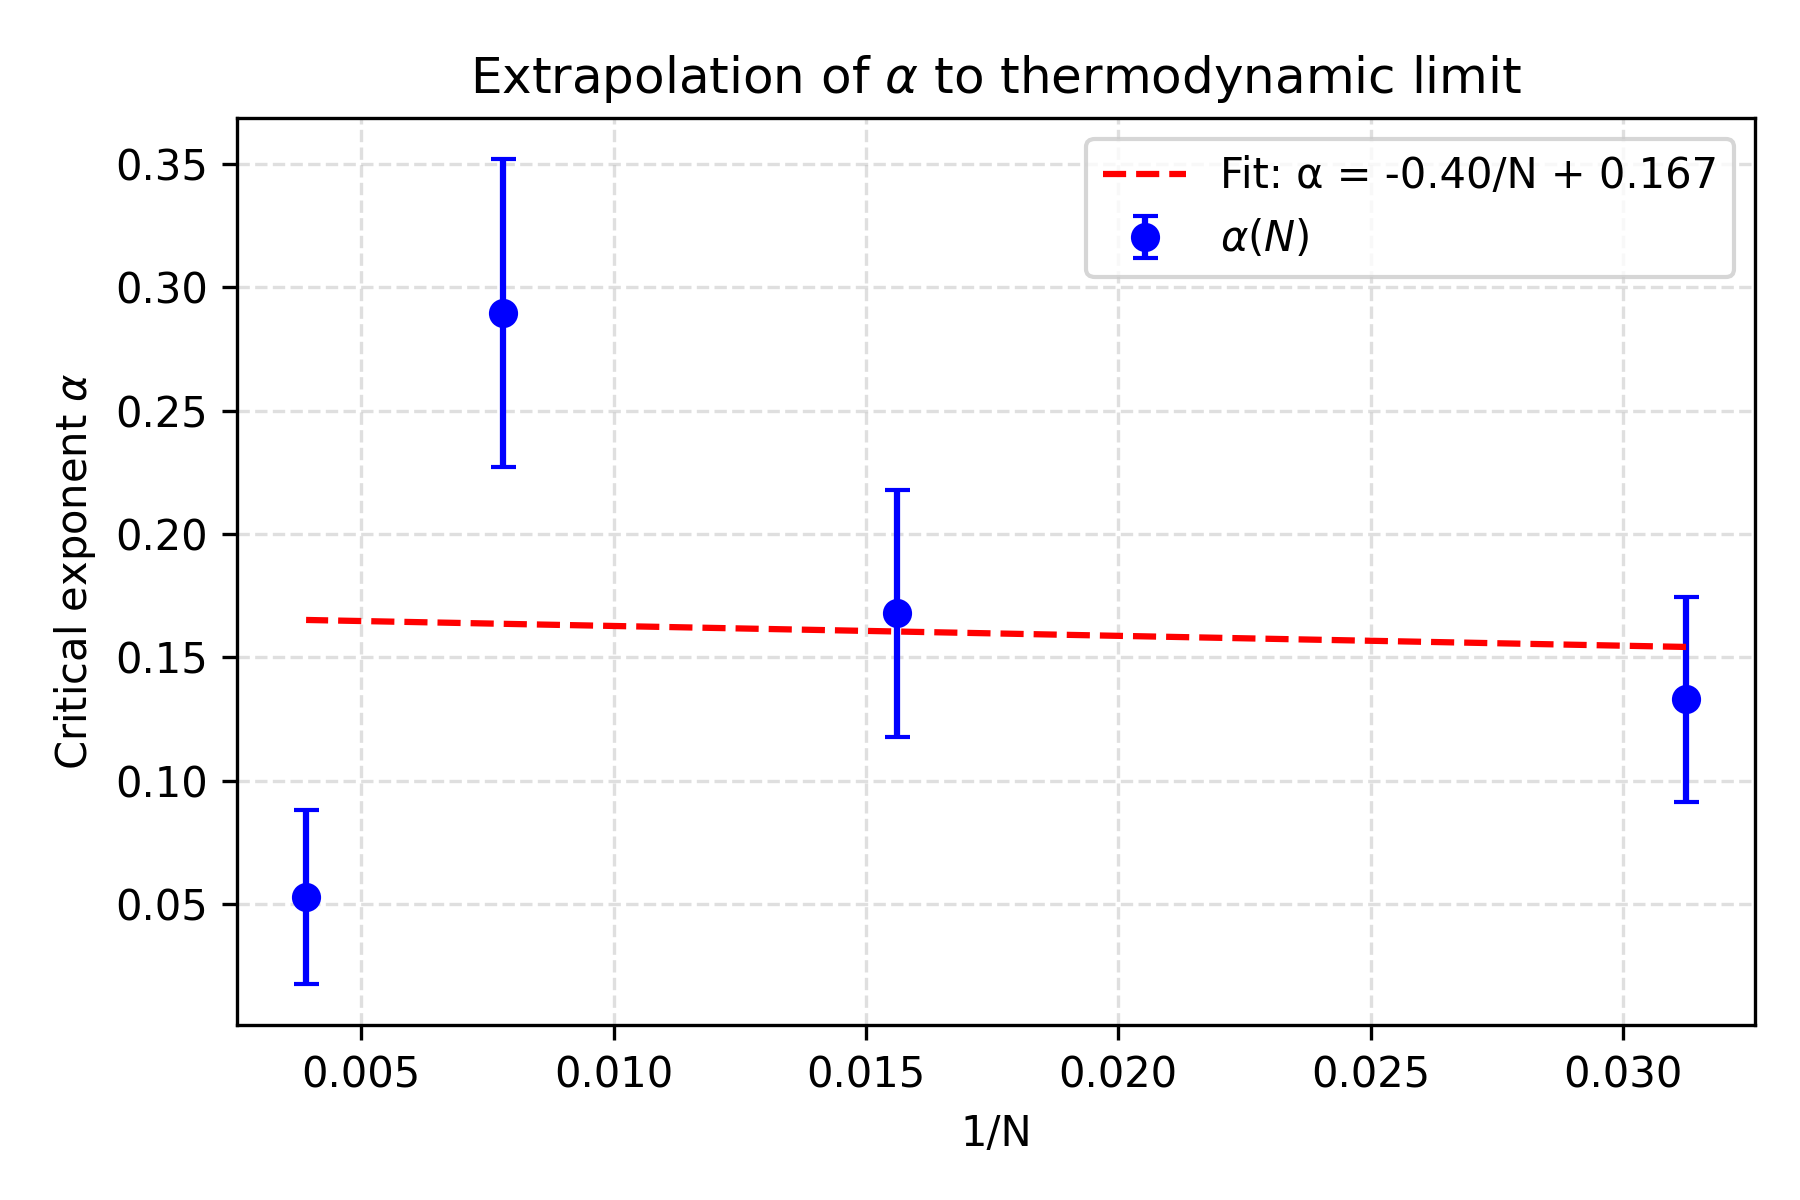 Extrapolation of α to thermodynamic limit
Fit: α = -0.40/N + 0.167
α(N)
Critical exponent α
0.35
0.30
0.25
0.20
0.15
0.10
0.05
0.005 0.010 0.015 0.020 0.025 0.030
1/N